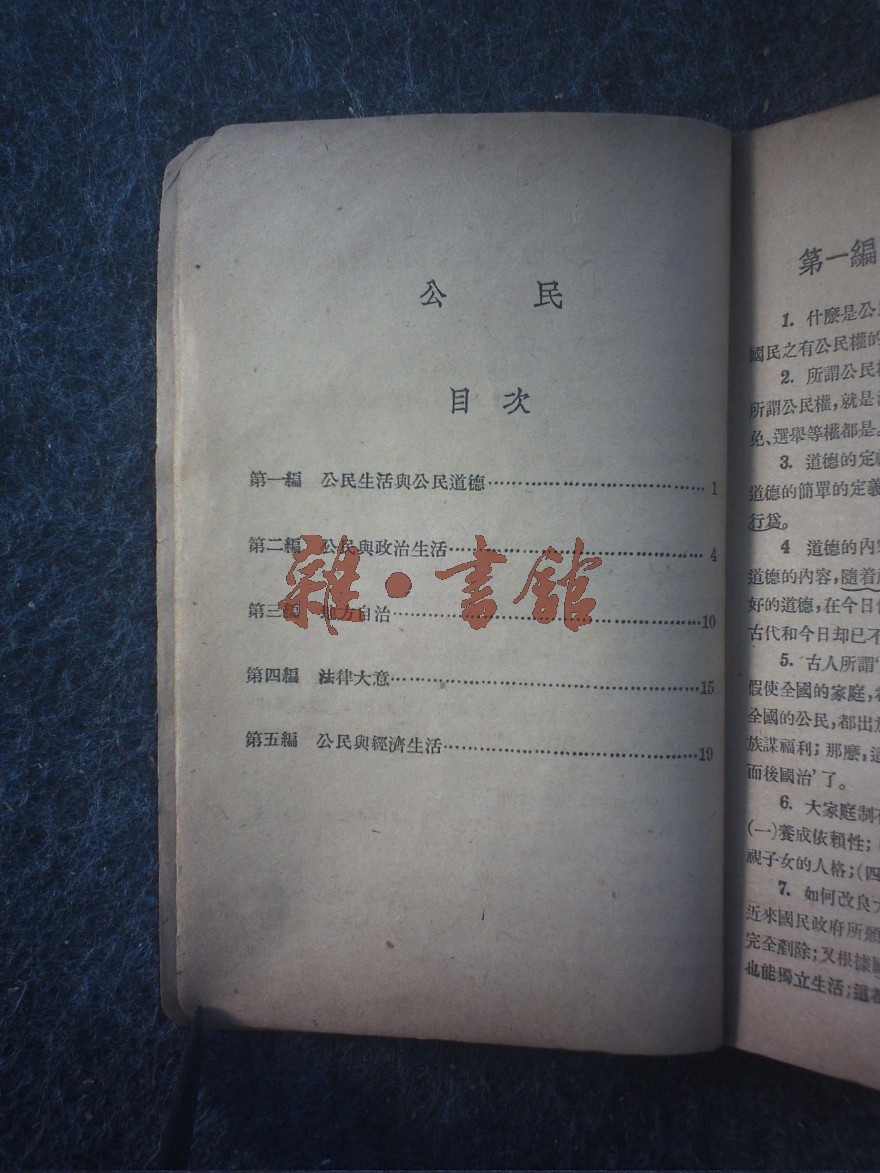 公民
目次
第一編 公民生活與公民道德 1
第二編 公民與政治生活 4
第三編 地方自治 10
第四編 法律大意 15
第五編 公民與經濟生活 19
雜·書館
第一編
1. 什麼是公
國民之有公民權的
2. 所謂公民
所謂公民權,就是
免、選舉等權都是。
3. 道德的定義
道德的簡單的定義
行爲。
4 道德的內容
道德的內容,隨着
好的道德,在今日
古代和今日却已不
5. 古人所謂‘
假使全國的家庭,
全國的公民,都出
族謀福利;那麼,這
而後國治’了。
6. 大家庭制
(一)養成依賴性;
視子女的人格;(四
7. 如何改良大
近來國民政府所頒
完全剷除;又根據
也能獨立生活;這都